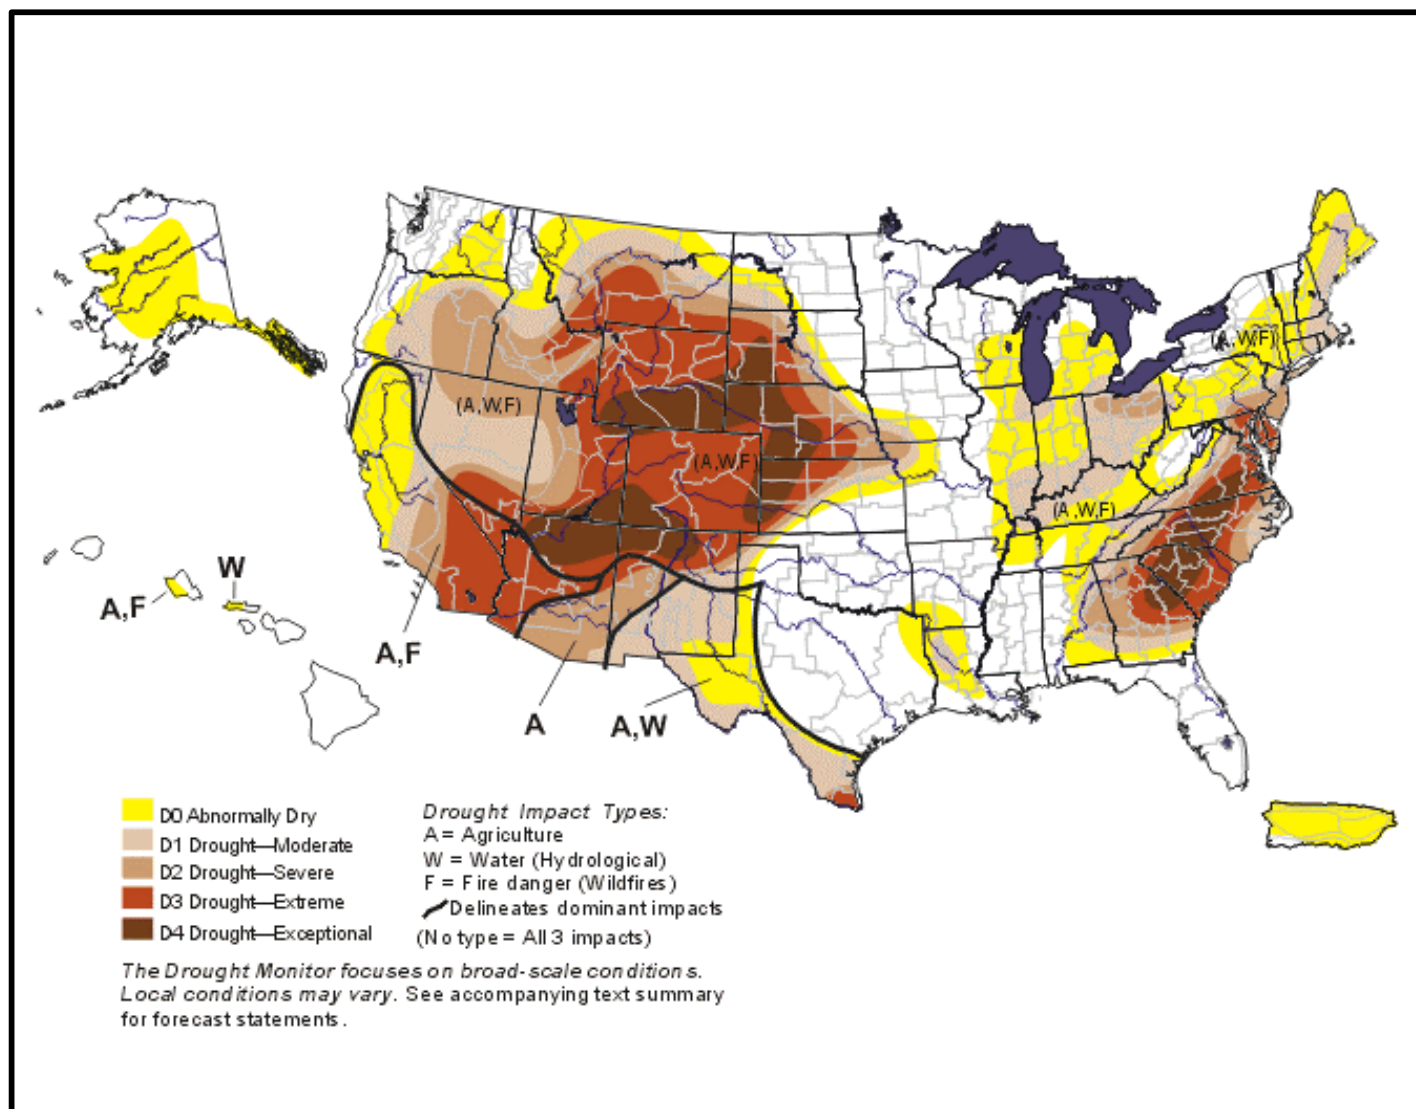 (A,W,F)
(A,W,F)
(A,W,F)
(A,W,F)
W
A,F
A,F
A
A,W
D0 Abnormally Dry
D1 Drought—Moderate
D2 Drought—Severe
D3 Drought—Extreme
D4 Drought—Exceptional
Drought Impact Types:
A = Agriculture
W = Water (Hydrological)
F = Fire danger (Wildfires)
Delineates dominant impacts
(No type = All 3 impacts)
The Drought Monitor focuses on broad-scale conditions.
Local conditions may vary. See accompanying text summary
for forecast statements.